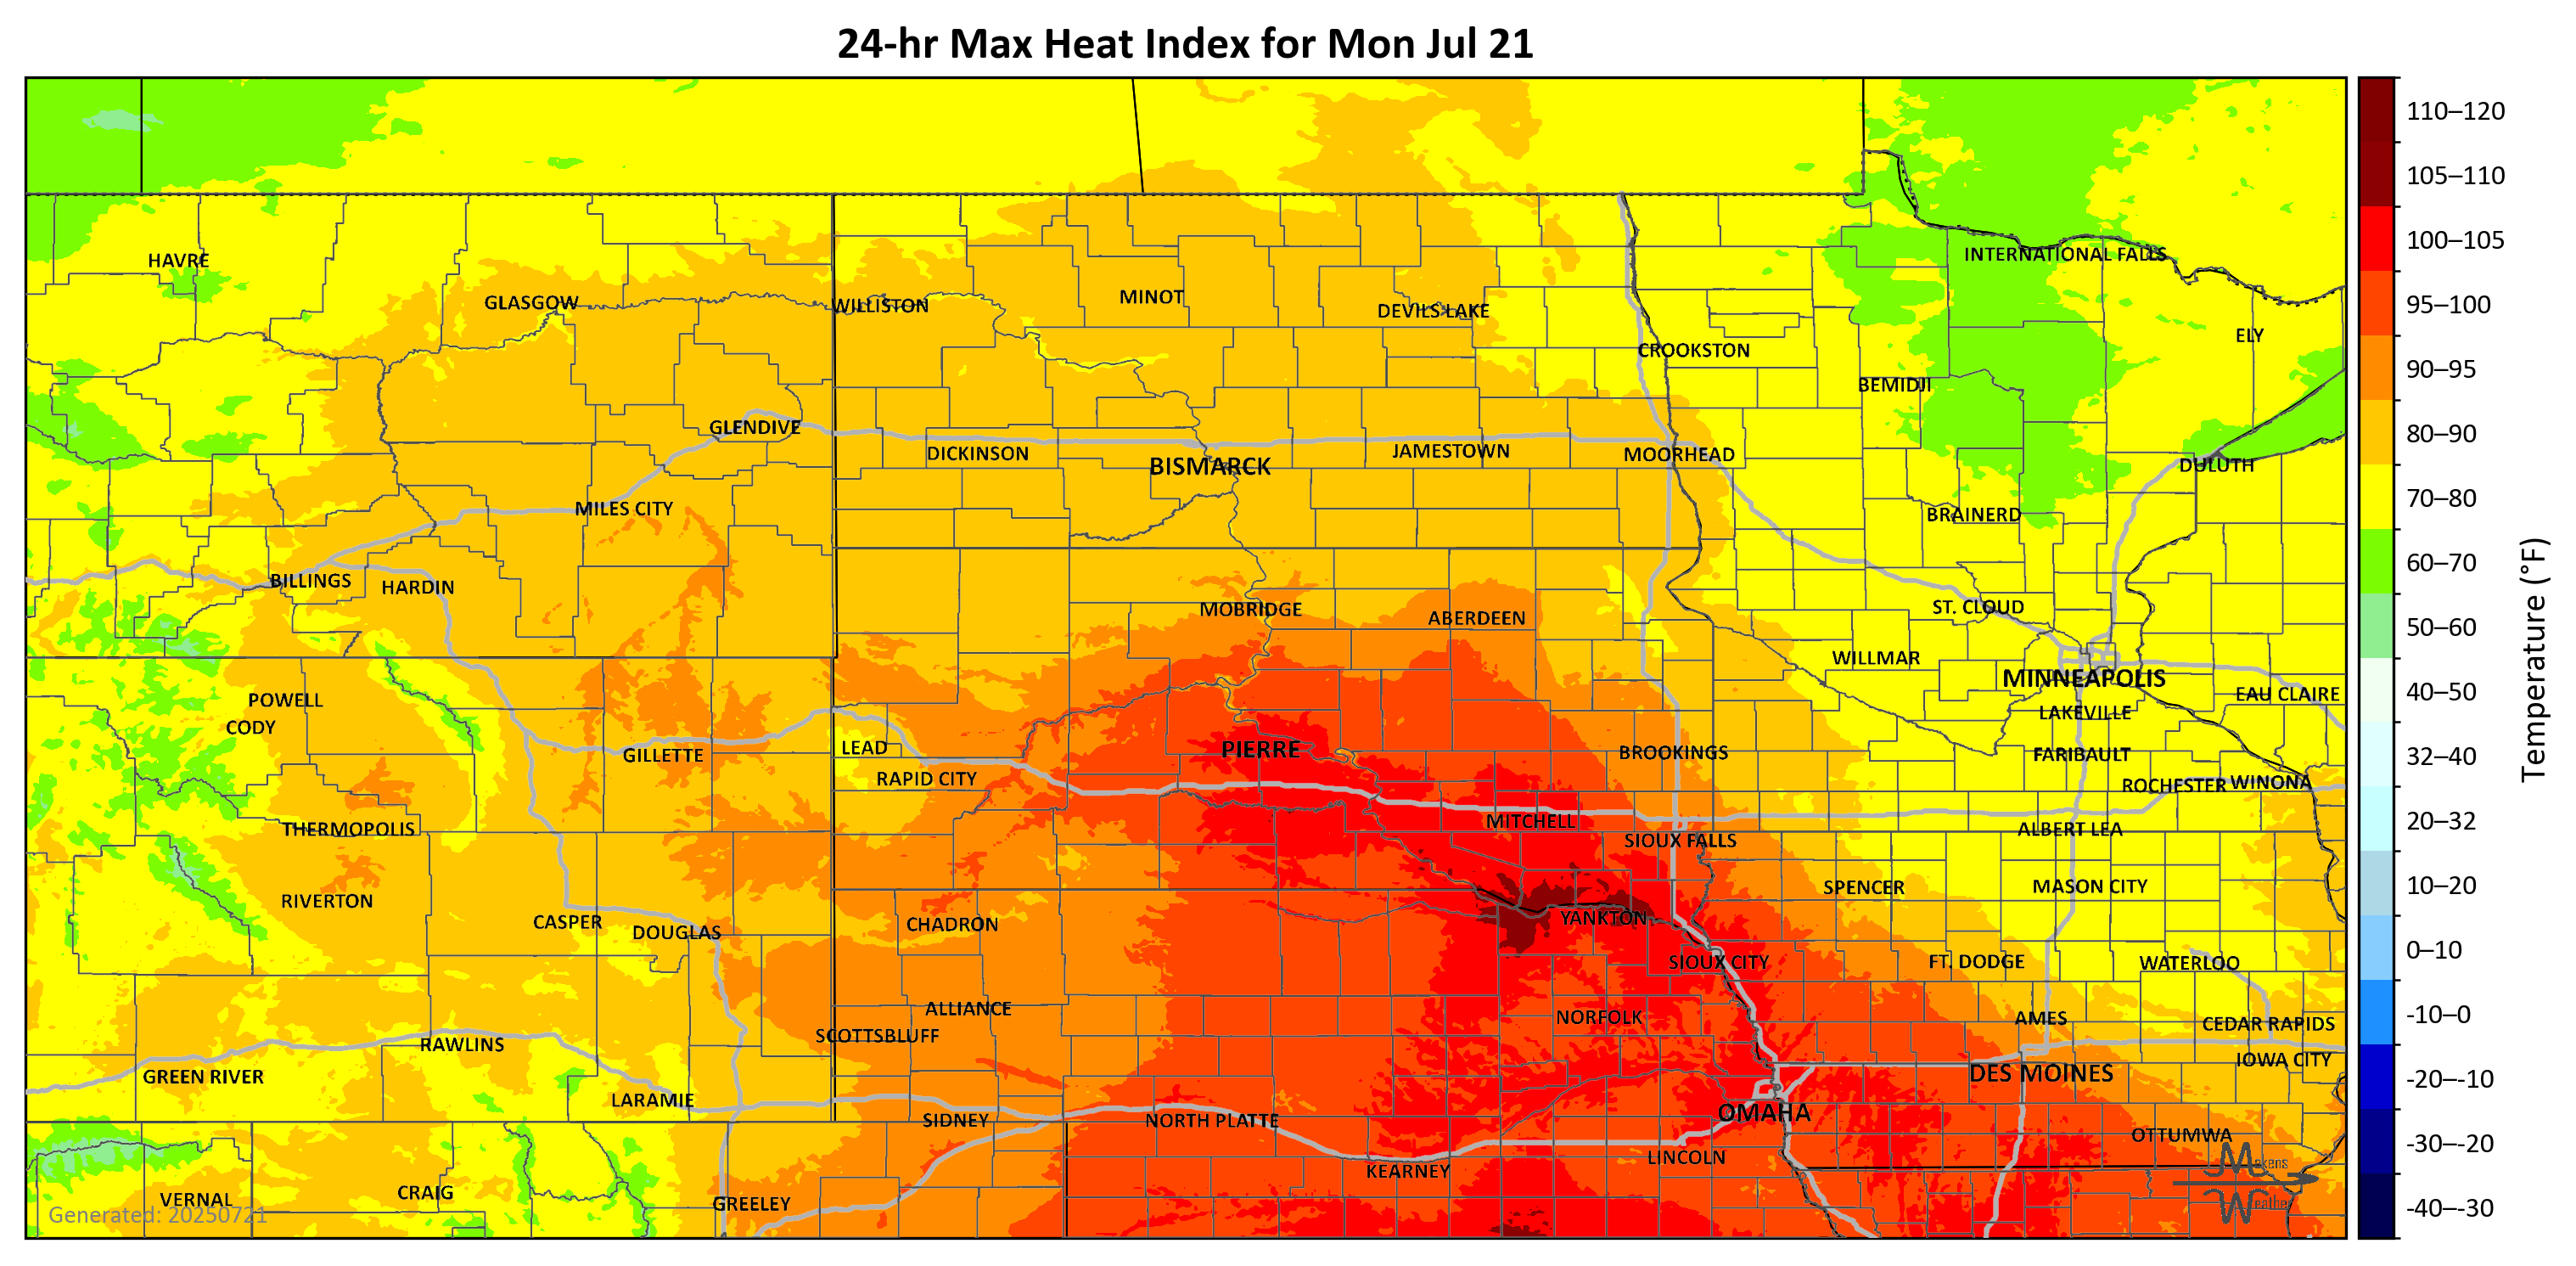 24-hr Max Heat Index for Mon Jul 21
HAVRE
INTERNATIONAL FALLS
GLASGOW
WILLISTON
MINOT
DEVILS LAKE
ELY
CROOKSTON
BEMIDJI
GLENDIVE
DICKINSON
BISMARCK
JAMESTOWN
MOORHEAD
DULUTH
MILES CITY
BRAINERD
BILLINGS
HARDIN
MOBRIDGE
ABERDEEN
ST. CLOUD
WILLMAR
MINNEAPOLIS
POWELL
EAU CLAIRE
CODY
LAKEVILLE
GILLETTE
LEAD
PIERRE
BROOKINGS
FARIBAULT
RAPID CITY
ROCHESTER
WINONA
THERMOPOLIS
MITCHELL
SIOUX FALLS
ALBERT LEA
RIVERTON
SPENCER
MASON CITY
CASPER
DOUGLAS
CHADRON
YANKTON
SIOUX CITY
FT. DODGE
WATERLOO
ALLIANCE
NORFOLK
AMES
CEDAR RAPIDS
SCOTTSBLUFF
RAWLINS
IOWA CITY
GREEN RIVER
DES MOINES
LARAMIE
SIDNEY
NORTH PLATTE
OMAHA
OTTUMWA
KEARNEY
LINCOLN
VERNAL
CRAIG
GREELEY
Generated: 20250721
Makens
Weather
110–120
105–110
100–105
95–100
90–95
80–90
70–80
60–70
50–60
40–50
32–40
20–32
10–20
0–10
-10–0
-20–-10
-30–-20
-40–-30
Temperature (°F)